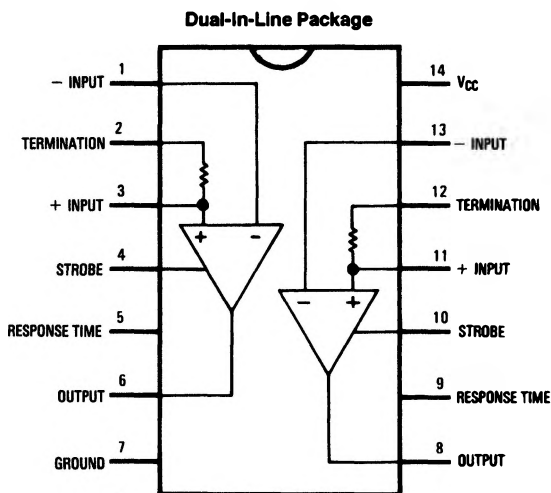 Dual-In-Line Package
1
− INPUT
2
TERMINATION
3
+ INPUT
4
STROBE
5
RESPONSE TIME
6
OUTPUT
7
GROUND
14
VCC
13
− INPUT
12
TERMINATION
11
+ INPUT
10
STROBE
9
RESPONSE TIME
8
OUTPUT
+ −
− +